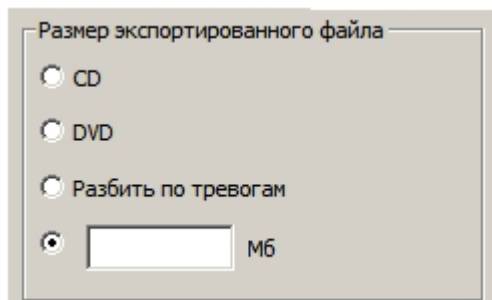 Размер экспортированного файла
CD
DVD
Разбить по тревогам
Мб